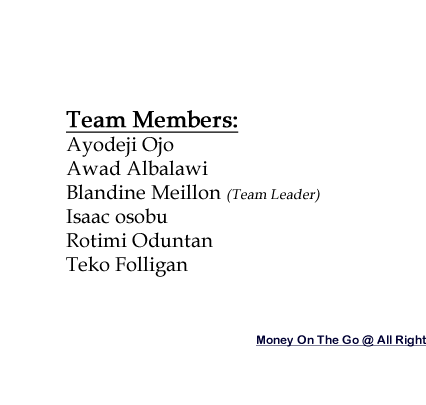 Team Members:
Ayodeji Ojo
Awad Albalawi
Blandine Meillon (Team Leader)
Isaac osobu
Rotimi Oduntan
Teko Folligan
Money On The Go @ All Right